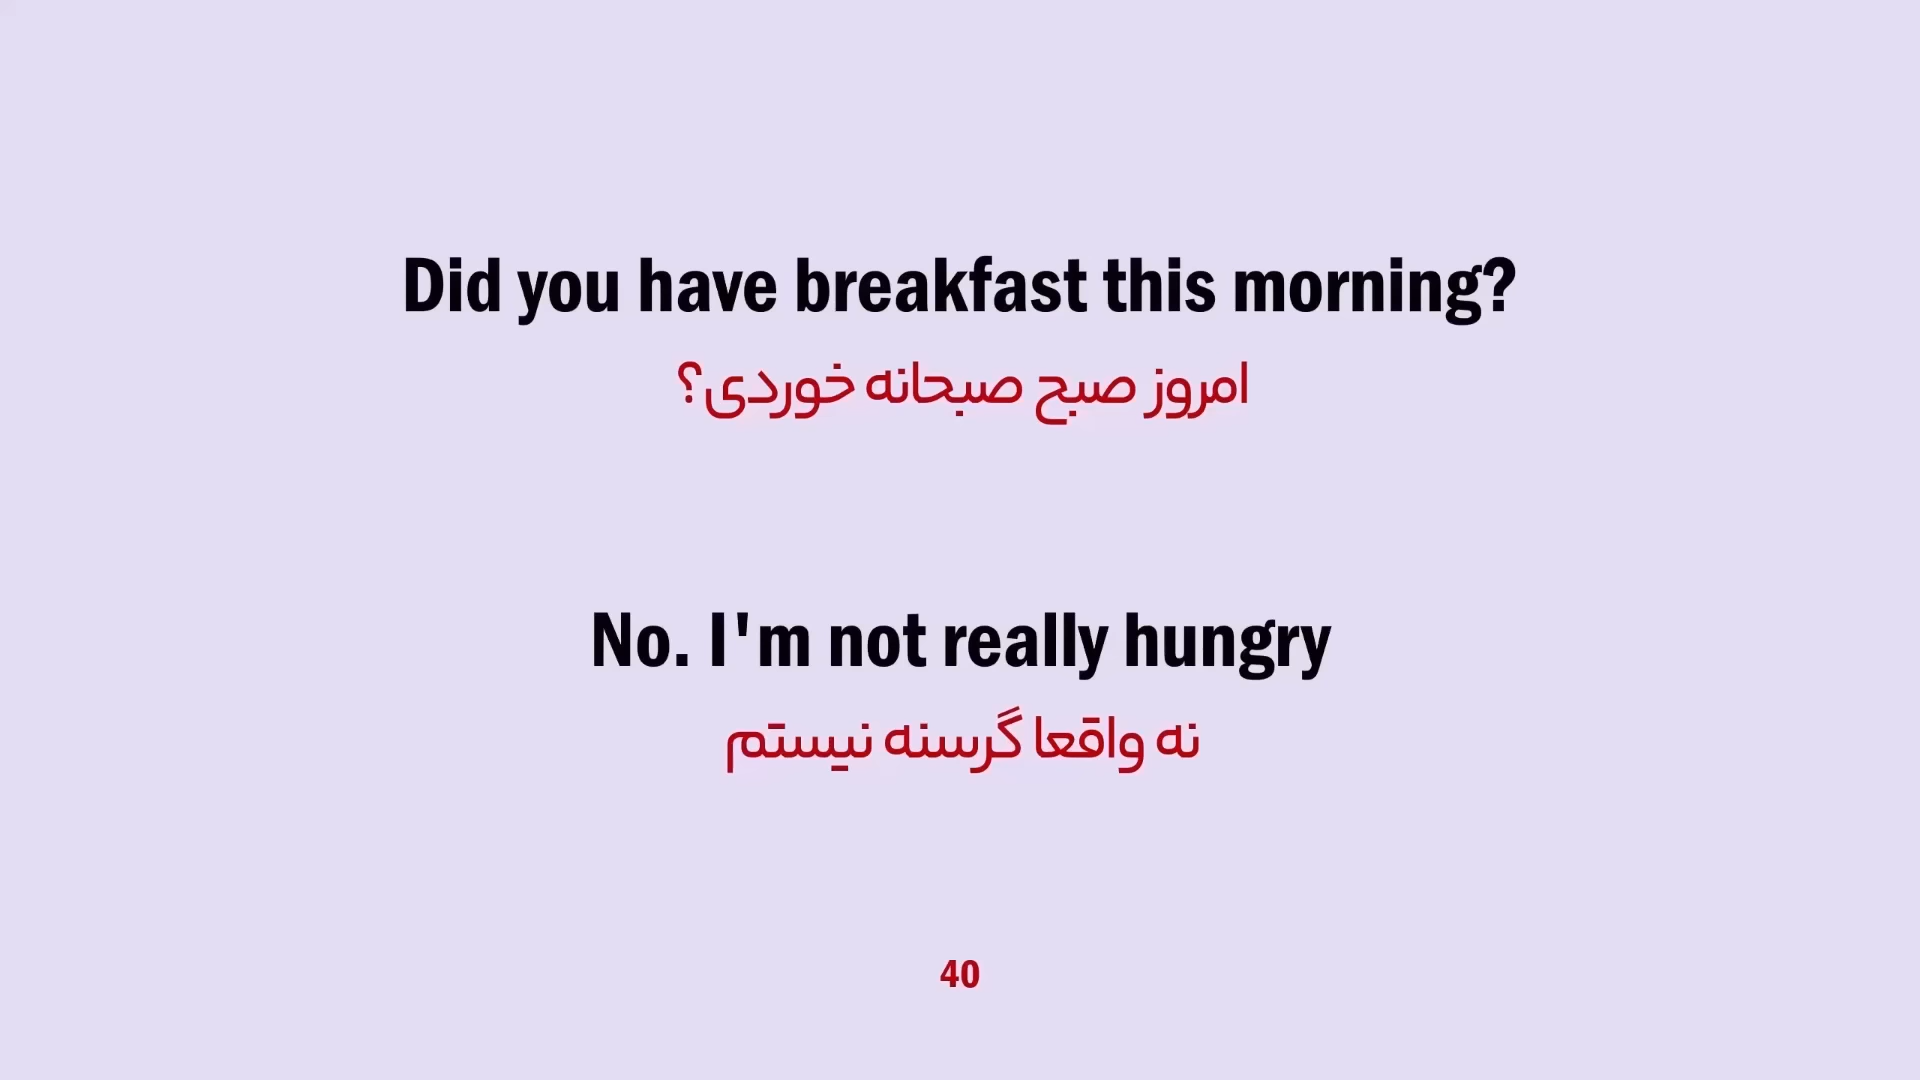 Did you have breakfast this morning?
امروز صبح صبحانه خوردی؟
No. I'm not really hungry
نه واقعا گرسنه نیستم
40